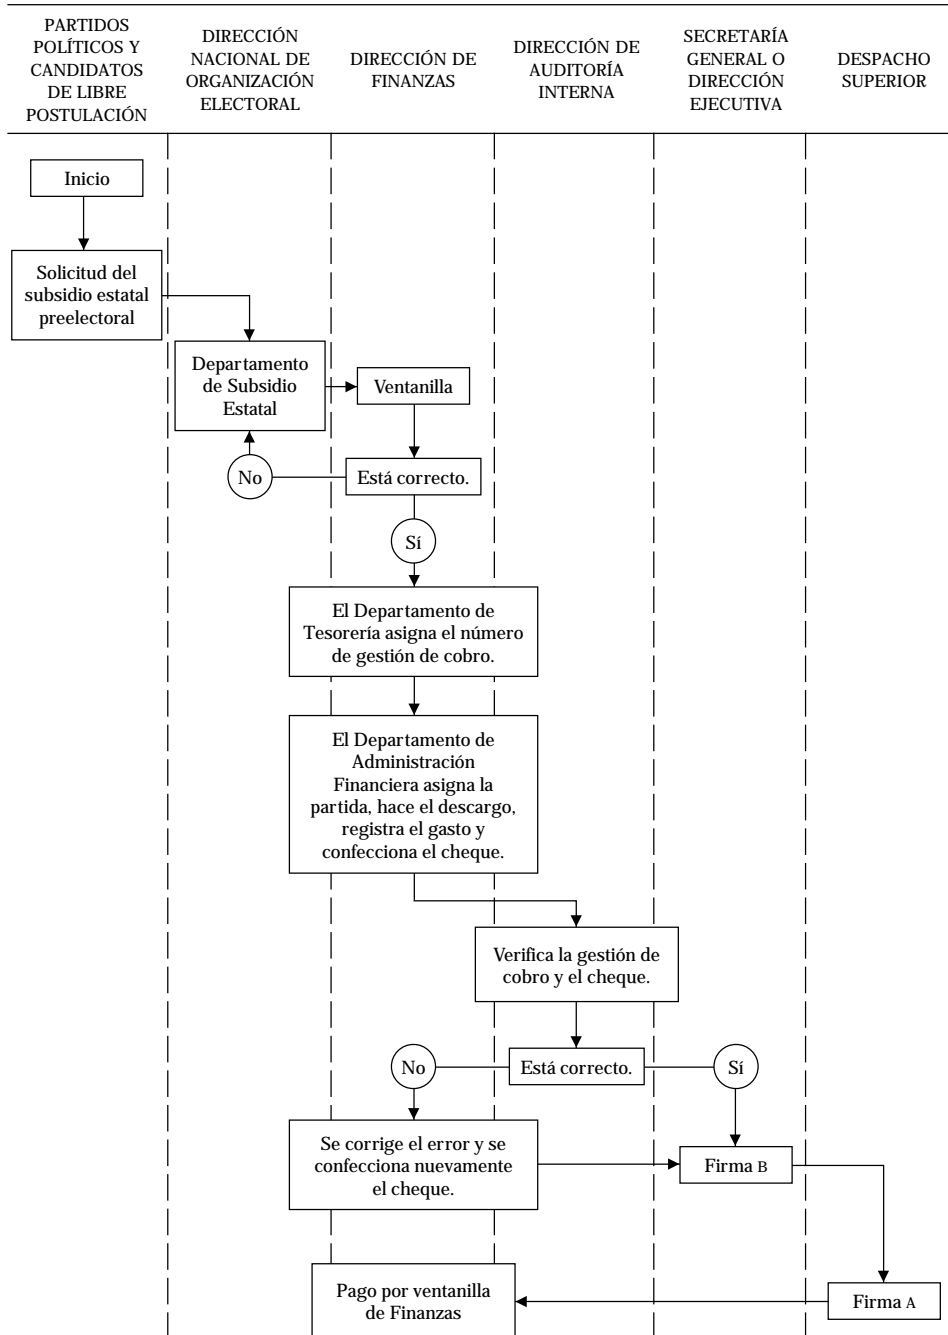 PARTIDOS
POLÍTICOS Y
CANDIDATOS
DE LIBRE
POSTULACIÓN
DIRECCIÓN
NACIONAL DE
ORGANIZACIÓN
ELECTORAL
DIRECCIÓN DE
FINANZAS
DIRECCIÓN DE
AUDITORÍA
INTERNA
SECRETARÍA
GENERAL O
DIRECCIÓN
EJECUTIVA
DESPACHO
SUPERIOR
Inicio
Solicitud del
subsidio estatal
preelectoral
Departamento
de Subsidio
Estatal
Ventanilla
No
Está correcto.
Sí
El Departamento de
Tesorería asigna el número
de gestión de cobro.
El Departamento de
Administración
Financiera asigna la
partida, hace el descargo,
registra el gasto y
confecciona el cheque.
Verifica la gestión de
cobro y el cheque.
No
Está correcto.
Sí
Se corrige el error y se
confecciona nuevamente
el cheque.
Firma B
Pago por ventanilla
de Finanzas
Firma A